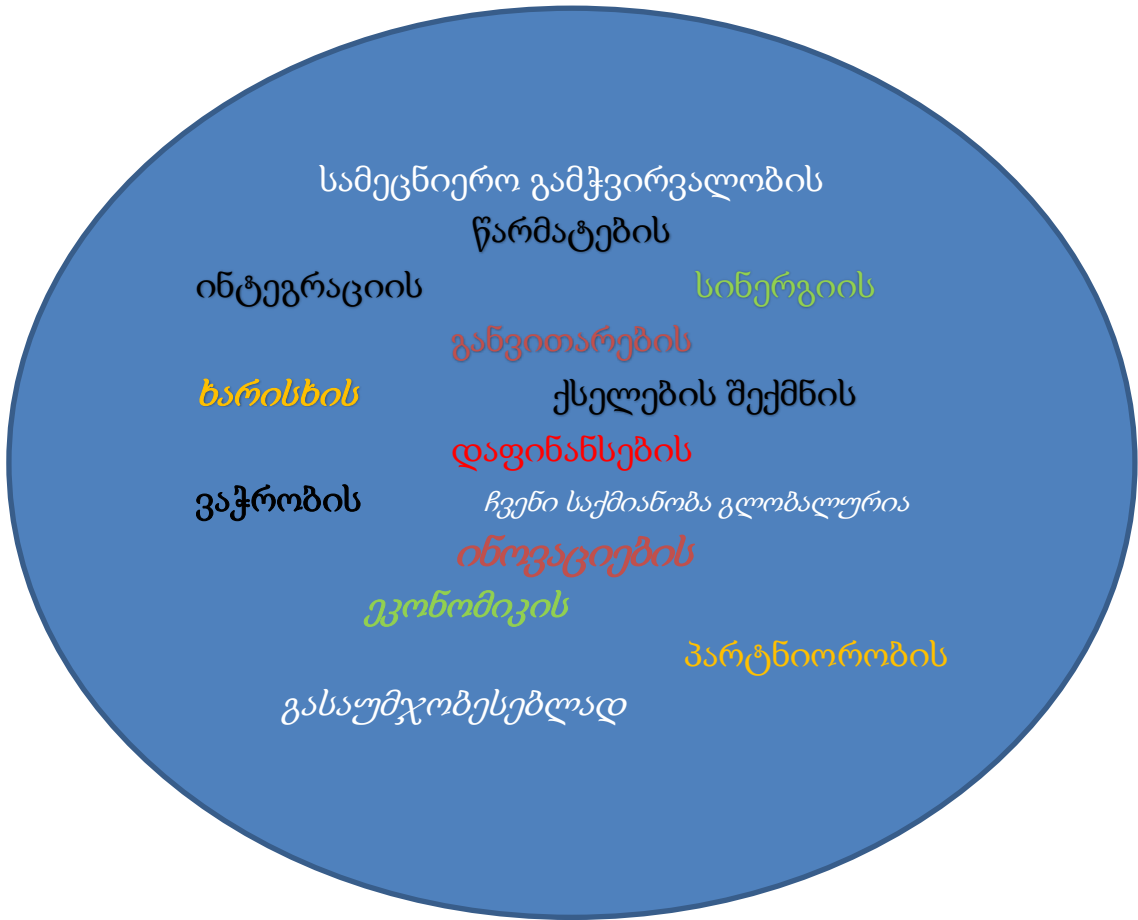 სამეცნიერო გამჭვირვალობის
წარმატების
ინტეგრაციის სინერგიის
განვითარების
ხარისხის ქსელების შექმნის
დაფინანსების
ვაჭრობის ჩვენი საქმიანობა გლობალურია
ინოვაციების
ეკონომიკის
პარტნიორობის
გასაუმჯობესებლად